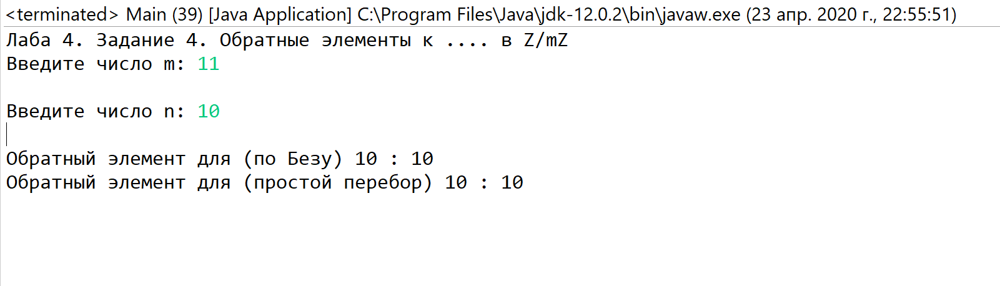 <terminated> Main (39) [Java Application] C:\Program Files\Java\jdk-12.0.2\bin\javaw.exe (23 апр. 2020 г., 22:55:51)
Лаба 4. Задание 4. Обратные элементы к .... в Z/mZ
Введите число m: 11
Введите число n: 10
Обратный элемент для (по Безу) 10 : 10
Обратный элемент для (простой перебор) 10 : 10